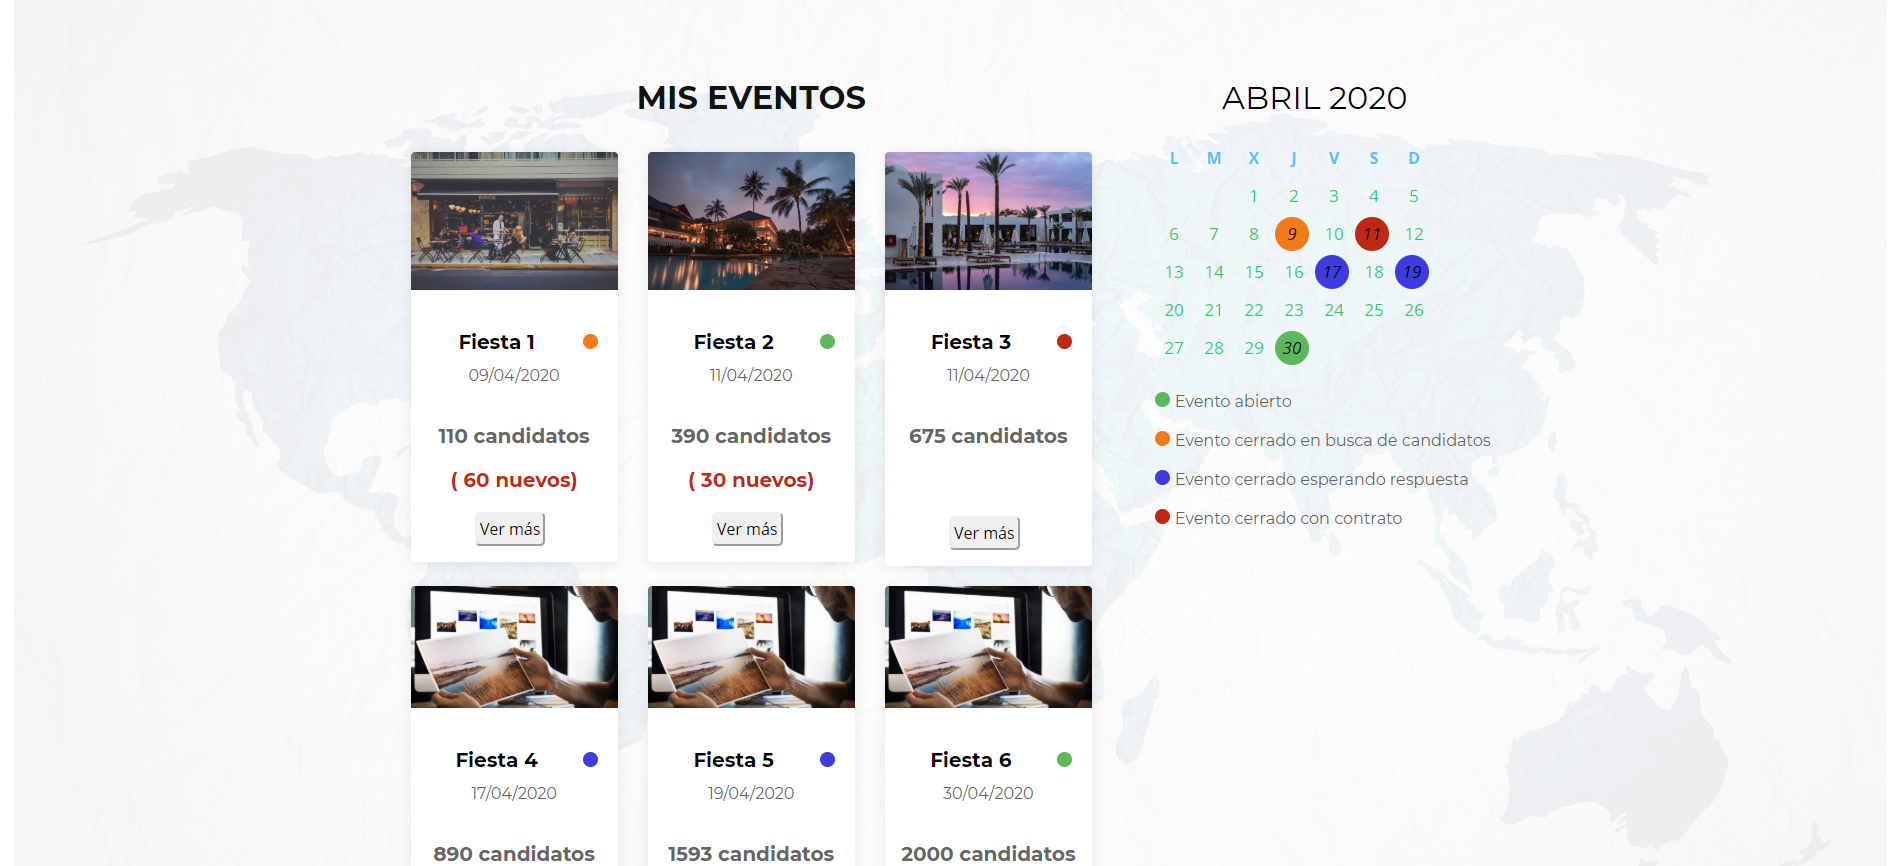 MIS EVENTOS
Fiesta 1
09/04/2020
110 candidatos
( 60 nuevos)
Ver más
Fiesta 2
11/04/2020
390 candidatos
( 30 nuevos)
Ver más
Fiesta 3
11/04/2020
675 candidatos
Ver más
Fiesta 4
17/04/2020
890 candidatos
Fiesta 5
19/04/2020
1593 candidatos
Fiesta 6
30/04/2020
2000 candidatos
ABRIL 2020
L M X J V S D
1 2 3 4 5
6 7 8 9 10 11 12
13 14 15 16 17 18 19
20 21 22 23 24 25 26
27 28 29 30
Evento abierto
Evento cerrado en busca de candidatos
Evento cerrado esperando respuesta
Evento cerrado con contrato